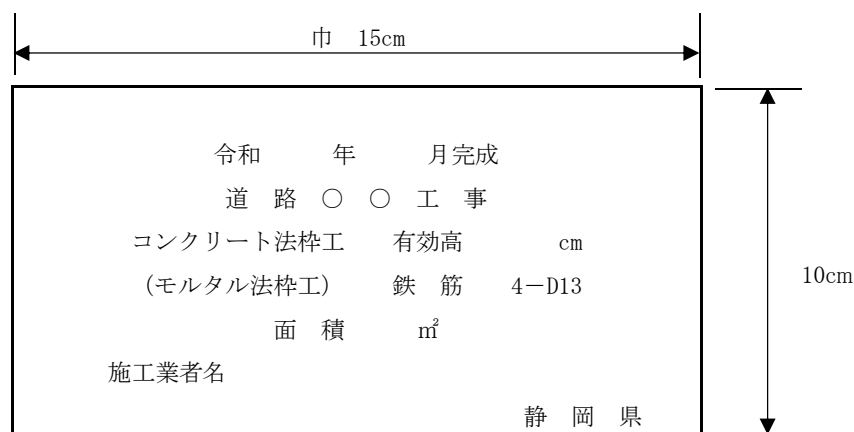 巾　15cm
令和　　　年　　　月完成
道　路　○　○　工　事
コンクリート法枠工　　有効高　　　　cm
(モルタル法枠工)　　鉄　筋　　4－D13
10cm
面　積　　　㎡
施工業者名
静　岡　県